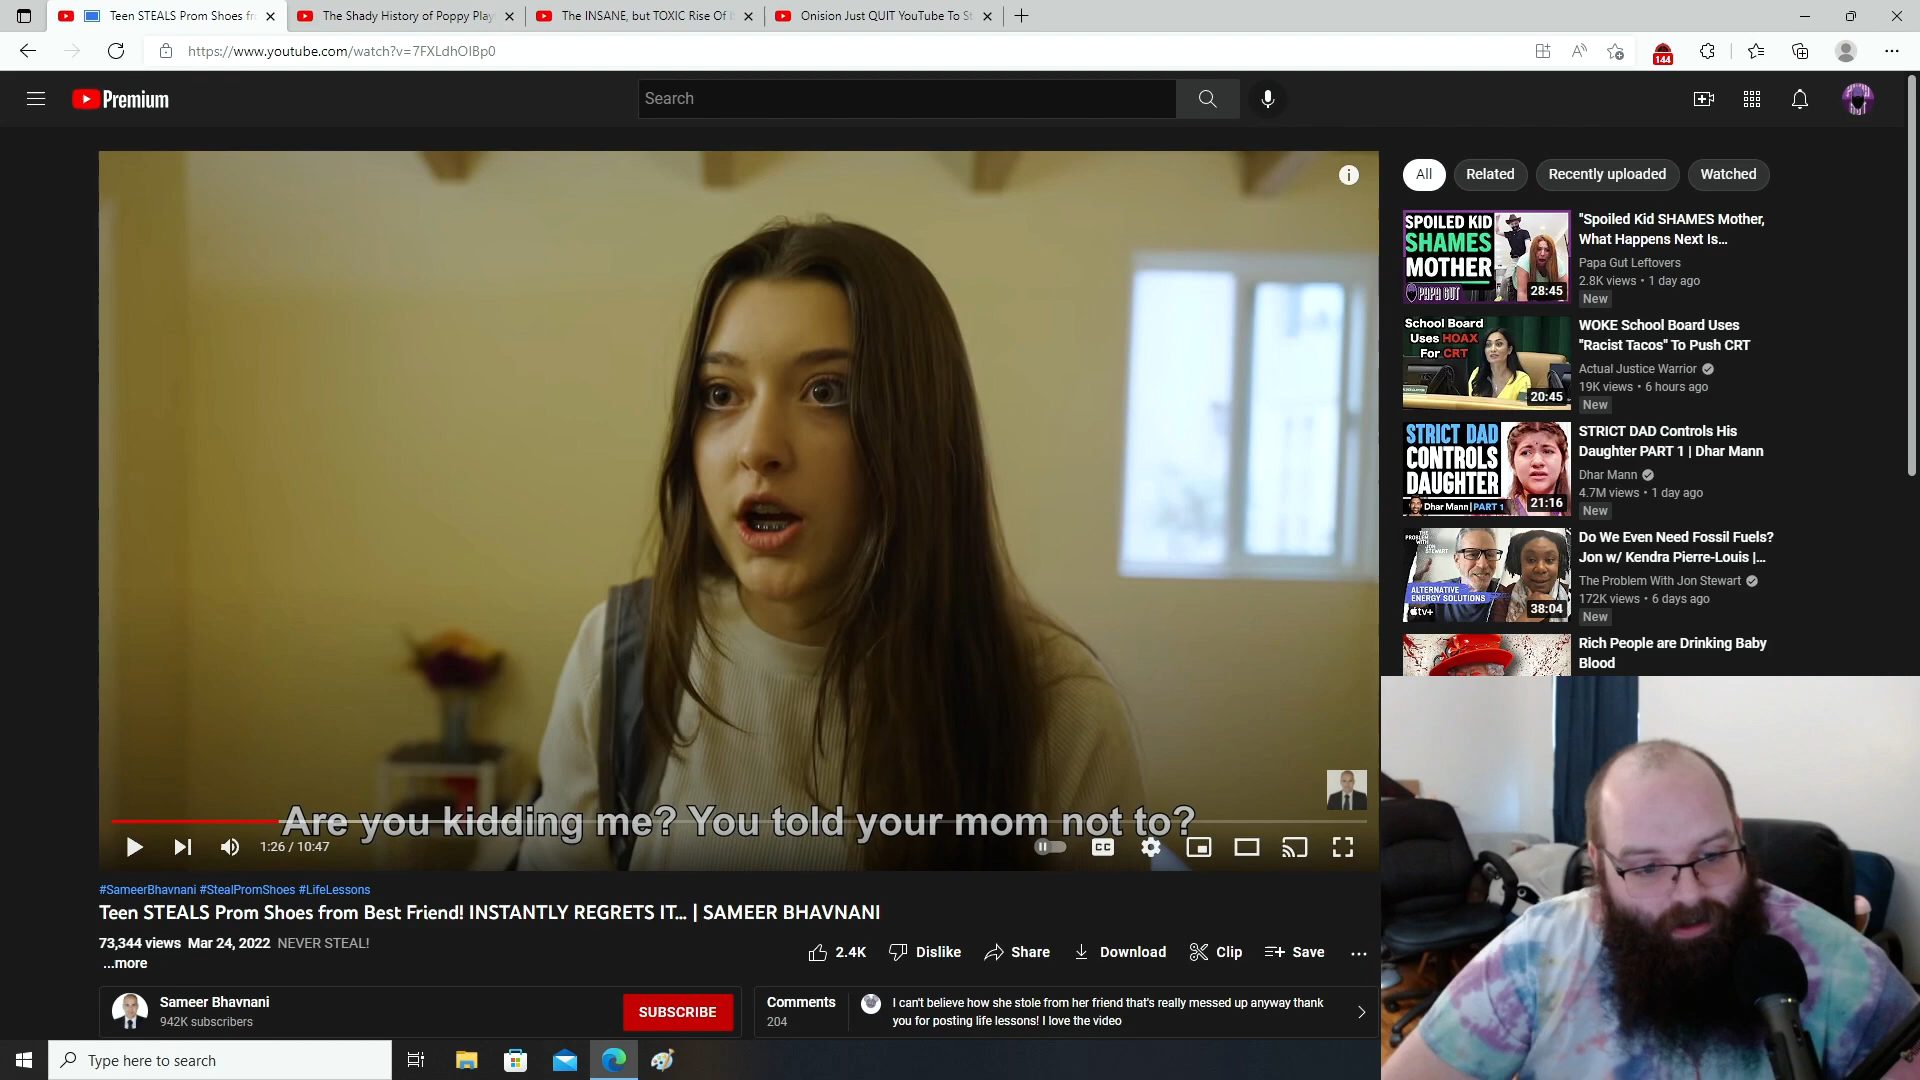 Teen STEALS Prom Shoes fr
The Shady History of Poppy Play
The INSANE, but TOXIC Rise Of
Onision Just QUIT YouTube To St
https://www.youtube.com/watch?v=7FXLdhOIBp0
144
Premium
Search
All
Related
Recently uploaded
Watched
SPOILED KID
SHAMES
MOTHER
PAPA GUT
28:45
"Spoiled Kid SHAMES Mother,
What Happens Next Is...
Papa Gut Leftovers
2.8K views • 1 day ago
New
School Board
Uses HOAX
For CRT
20:45
WOKE School Board Uses
"Racist Tacos" To Push CRT
Actual Justice Warrior
19K views • 6 hours ago
New
STRICT DAD
CONTROLS
DAUGHTER
Dhar Mann | PART 1
21:16
STRICT DAD Controls His
Daughter PART 1 | Dhar Mann
Dhar Mann
4.7M views • 1 day ago
New
THE
PROBLEM
WITH
JON STEWART
ALTERNATIVE
ENERGY SOLUTIONS
tv+
38:04
Do We Even Need Fossil Fuels?
Jon w/ Kendra Pierre-Louis |...
The Problem With Jon Stewart
172K views • 6 days ago
New
Rich People are Drinking Baby
Blood
Are you kidding me? You told your mom not to?
1:26 / 10:47
CC
#SameerBhavnani #StealPromShoes #LifeLessons
Teen STEALS Prom Shoes from Best Friend! INSTANTLY REGRETS IT... | SAMEER BHAVNANI
73,344 views Mar 24, 2022 NEVER STEAL!
...more
2.4K
Dislike
Share
Download
Clip
Save
Sameer Bhavnani
942K subscribers
SUBSCRIBE
Comments
204
I can't believe how she stole from her friend that's really messed up anyway thank
you for posting life lessons! I love the video
Type here to search